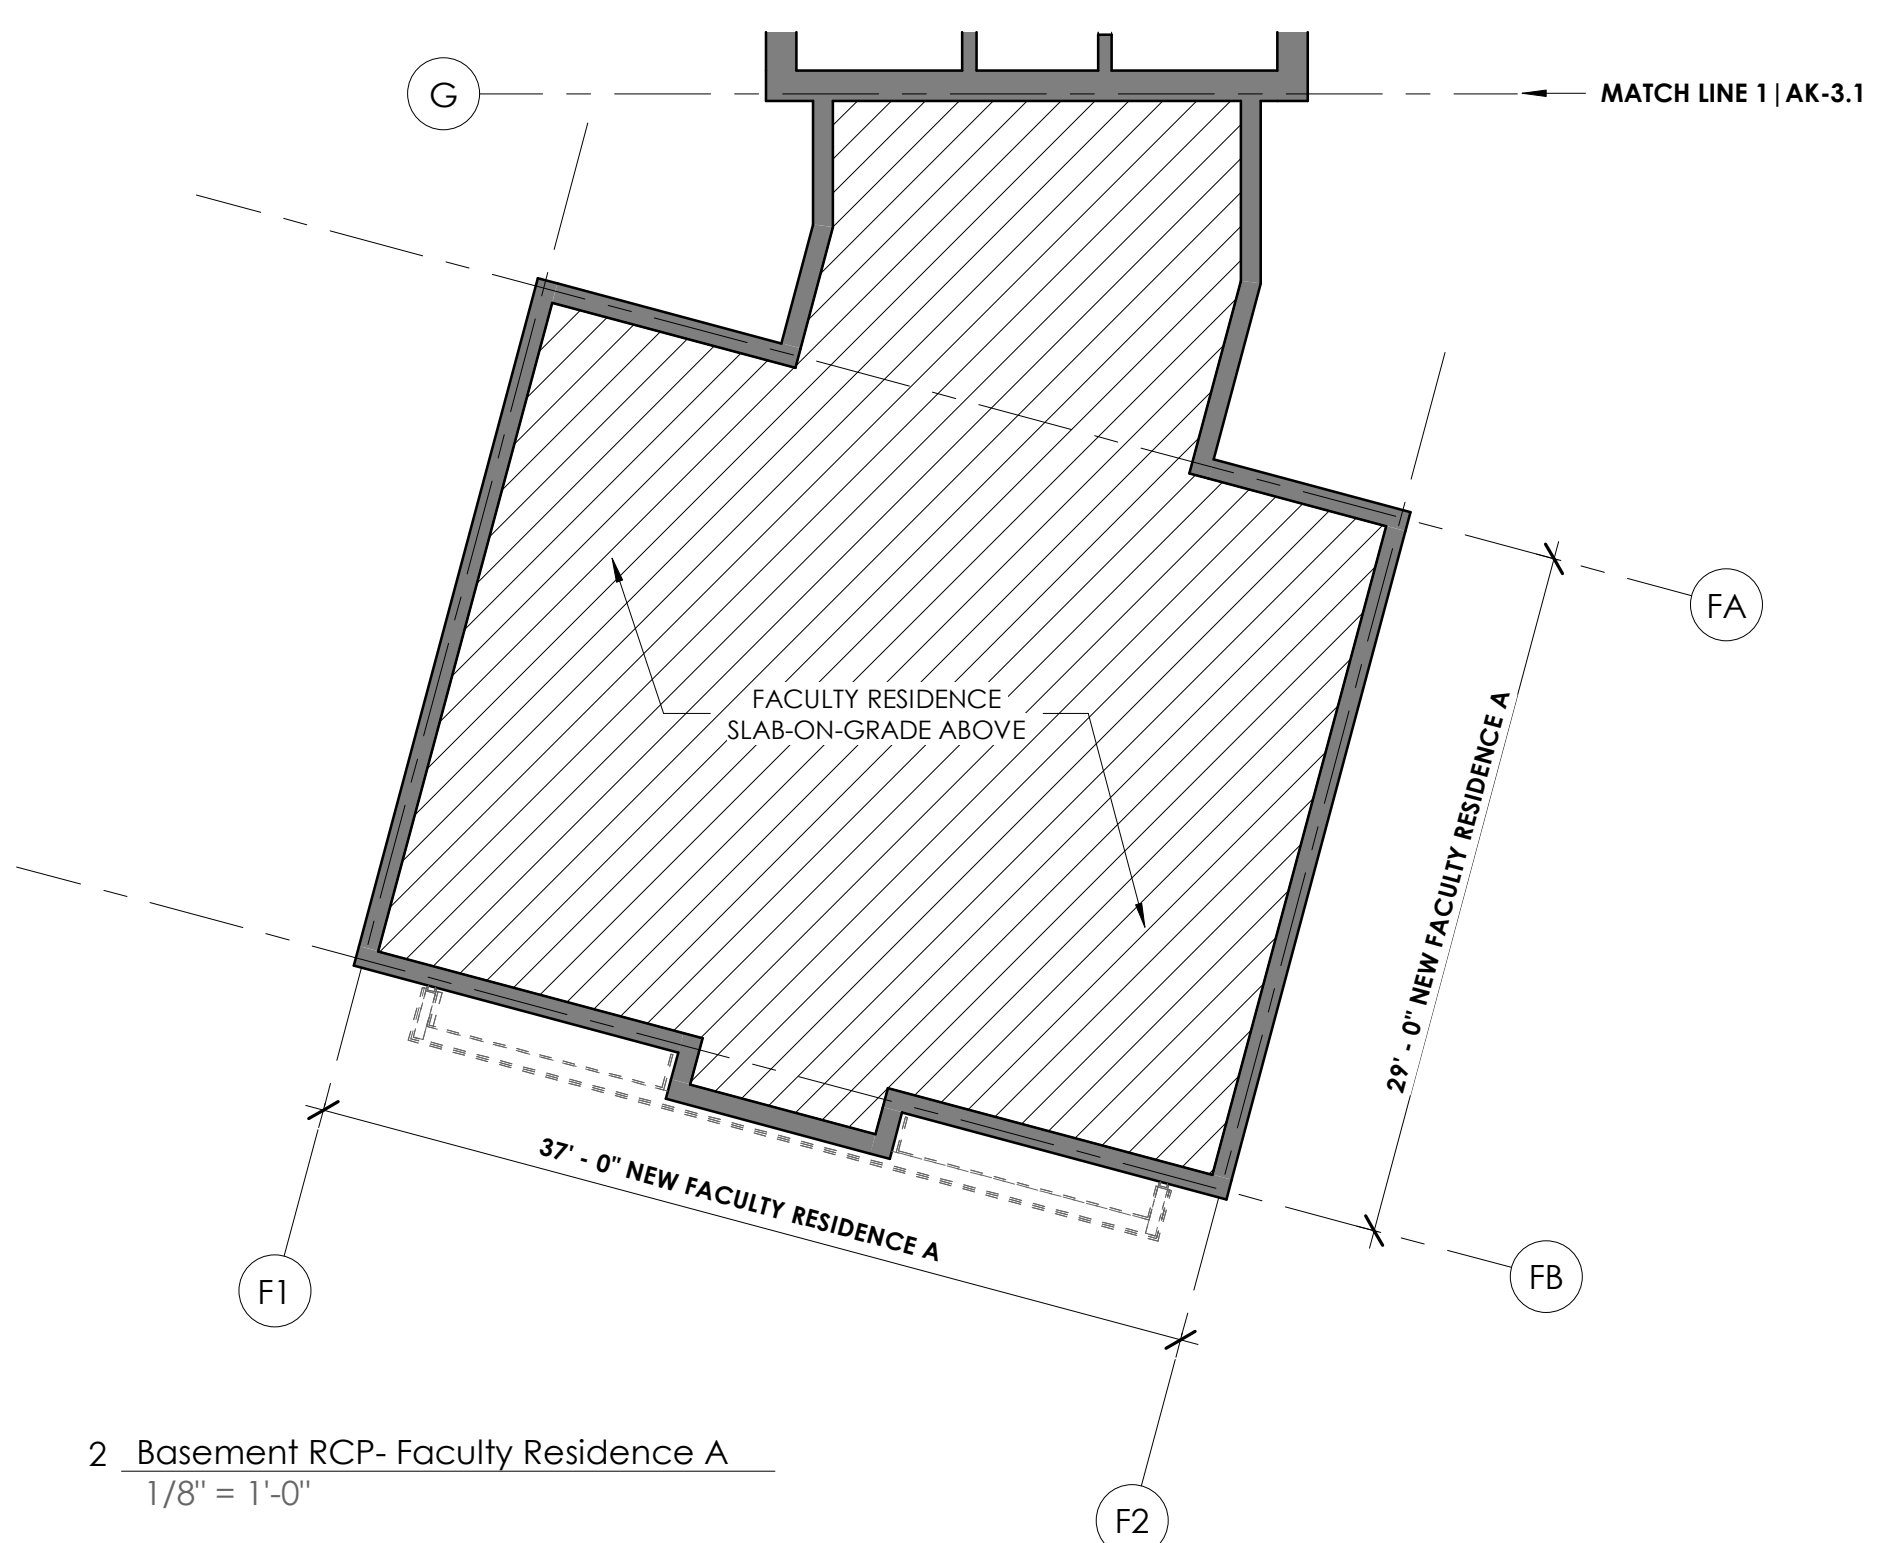 G
MATCH LINE 1|AK-3.1
FA
FACULTY RESIDENCE
SLAB-ON-GRADE ABOVE
29' - 0" NEW FACULTY RESIDENCE A
37' - 0" NEW FACULTY RESIDENCE A
F1
FB
2 Basement RCP- Faculty Residence A
1/8" = 1'-0"
F2